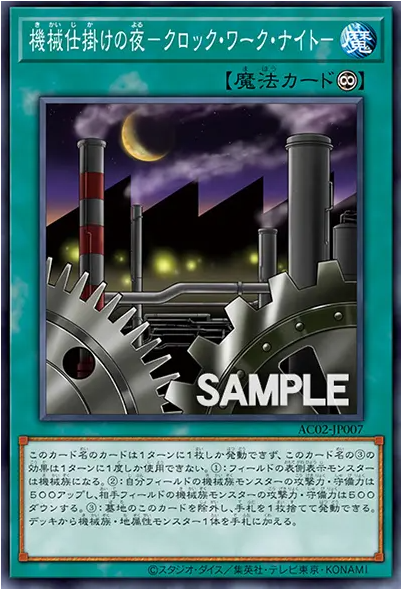 機械仕掛けの夜－クロック・ワーク・ナイト－
魔
【魔法カード】
SAMPLE
AC02-JP007
このカード名のカードは１ターンに１枚しか発動できず、このカード名の③の
効果は１ターンに１度しか使用できない。①：フィールドの表側表示モンスター
は機械族になる。②：自分フィールドの機械族モンスターの攻撃力・守備力は
５００アップし、相手フィールドの機械族モンスターの攻撃力・守備力は５００
ダウンする。③：墓地のこのカードを除外し、手札を１枚捨てて発動できる。
デッキから機械族・地属性モンスター１体を手札に加える。
©スタジオ・ダイス／集英社・テレビ東京・KONAMI